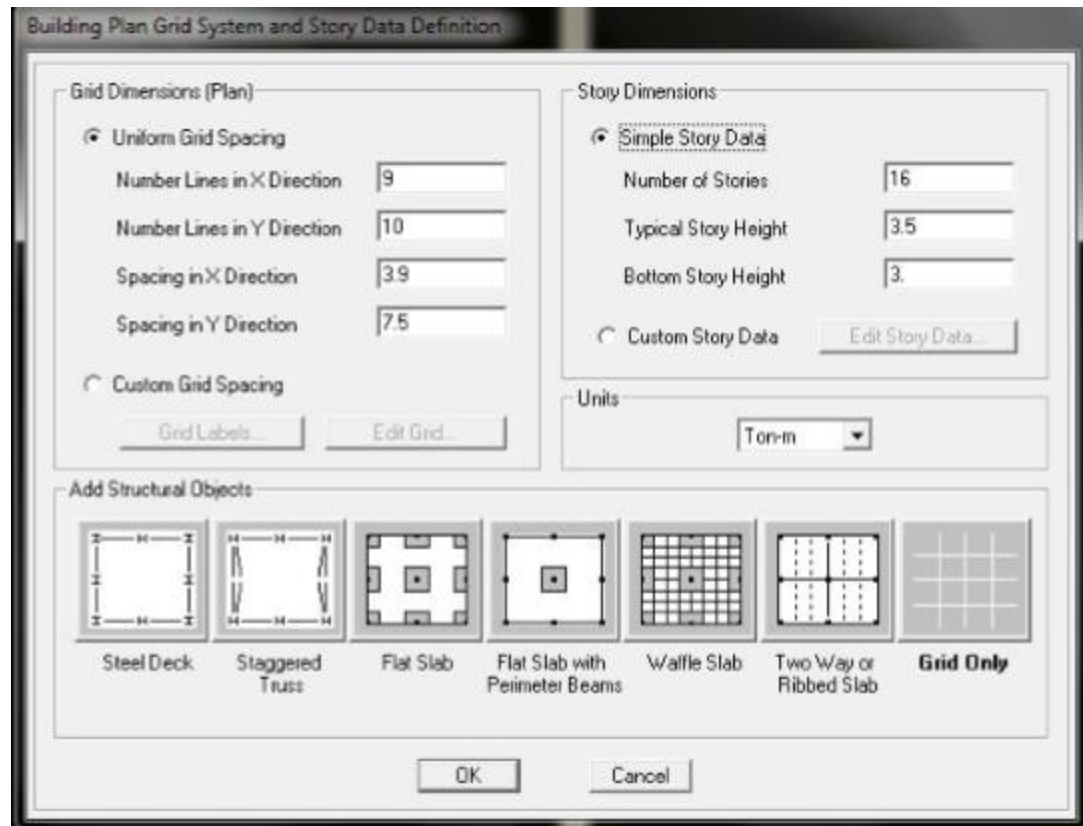 Building Plan Grid System and Story Data Definition
Grid Dimensions (Plan)
Uniform Grid Spacing
Number Lines in X Direction 9
Number Lines in Y Direction 10
Spacing in X Direction 3.9
Spacing in Y Direction 7.5
Custom Grid Spacing
Grid Labels... Edit Grid...
Story Dimensions
Simple Story Data
Number of Stories 16
Typical Story Height 3.5
Bottom Story Height 3.
Custom Story Data Edit Story Data...
Units
Ton-m
Add Structural Objects
Steel Deck
Staggered
Truss
Flat Slab
Flat Slab with
Perimeter Beams
Waffle Slab
Two Way or
Ribbed Slab
Grid Only
OK Cancel